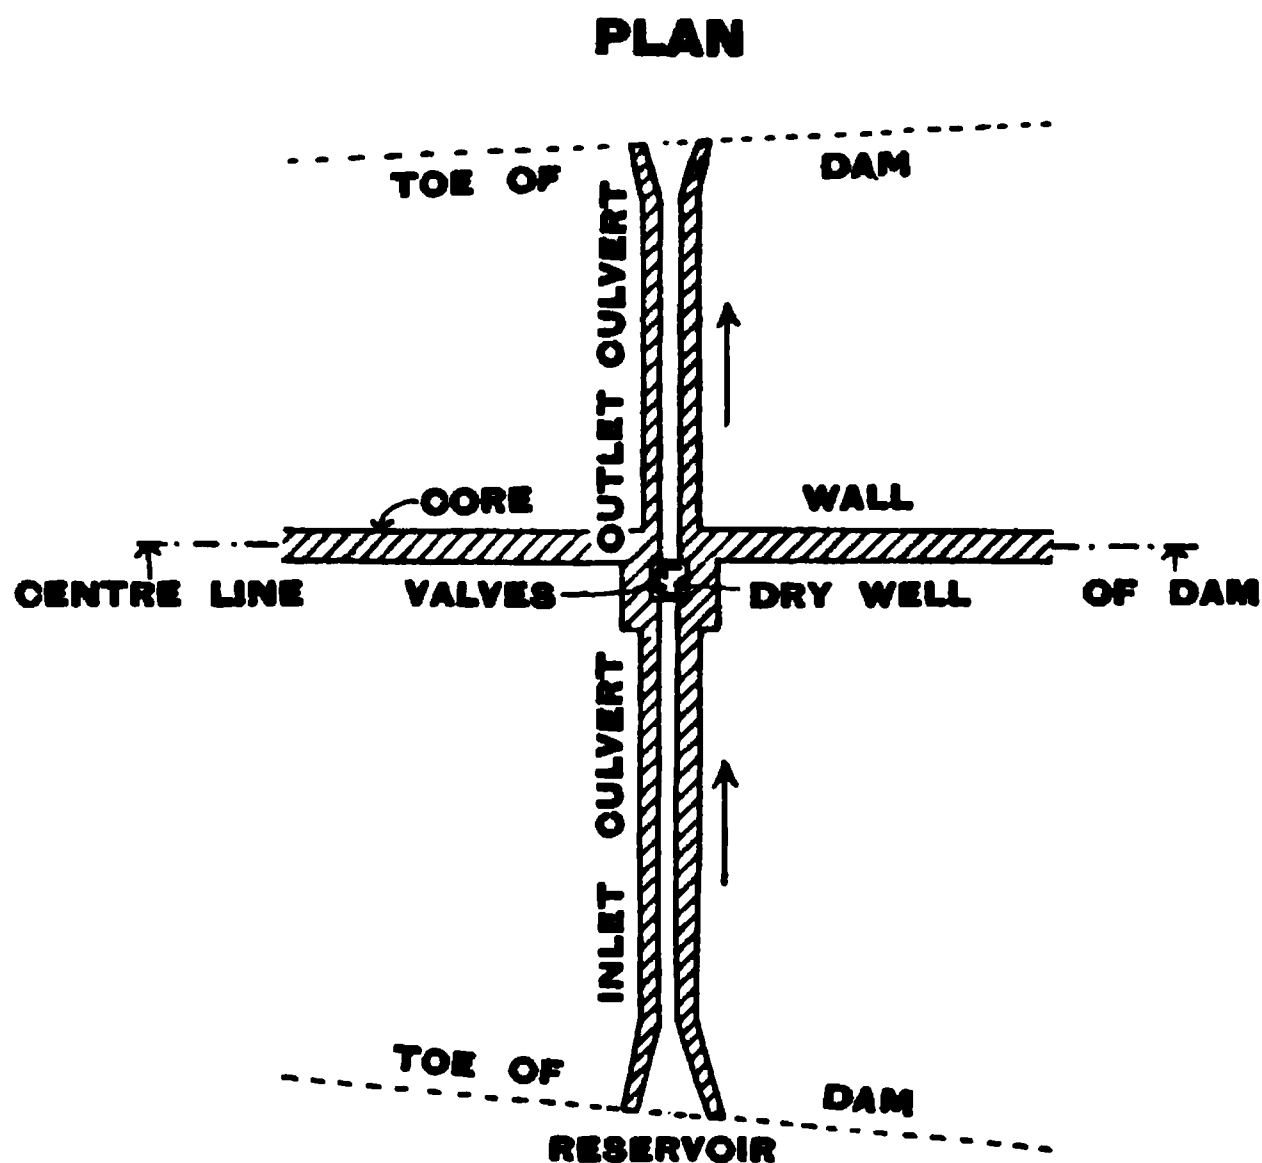 PLAN
TOE OF DAM
OUTLET CULVERT
CORE WALL
CENTRE LINE OF DAM
VALVES
DRY WELL
INLET CULVERT
TOE OF DAM
RESERVOIR